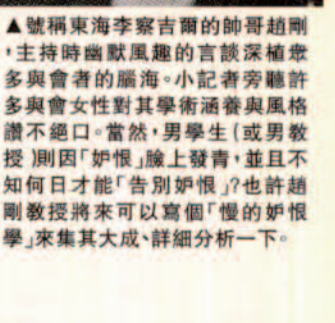 ▲號稱東海李察吉爾的帥哥趙剛
，主持時幽默風趣的言談深植眾
多與會者的腦海。小記者旁聽許
多與會女性對其學術涵養與風格
讚不絕口。當然，男學生（或男教
授）則因「妒恨」臉上發青，並且不
知何日才能「告別妒恨」？也許趙
剛教授將來可以寫個「慢的妒恨
學」來集其大成、詳細分析一下。